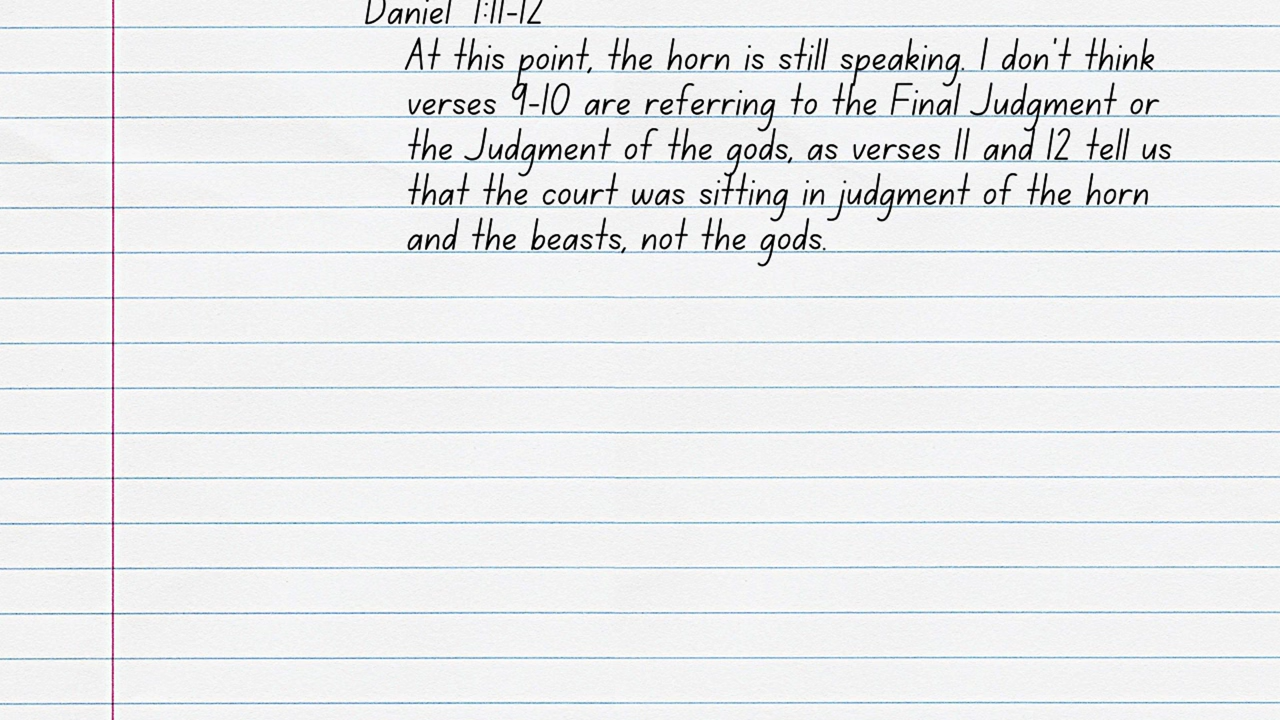 Daniel 7:11-12
At this point, the horn is still speaking. I don't think
verses 9-10 are referring to the Final Judgment or
the Judgment of the gods, as verses 11 and 12 tell us
that the court was sitting in judgment of the horn
and the beasts, not the gods.